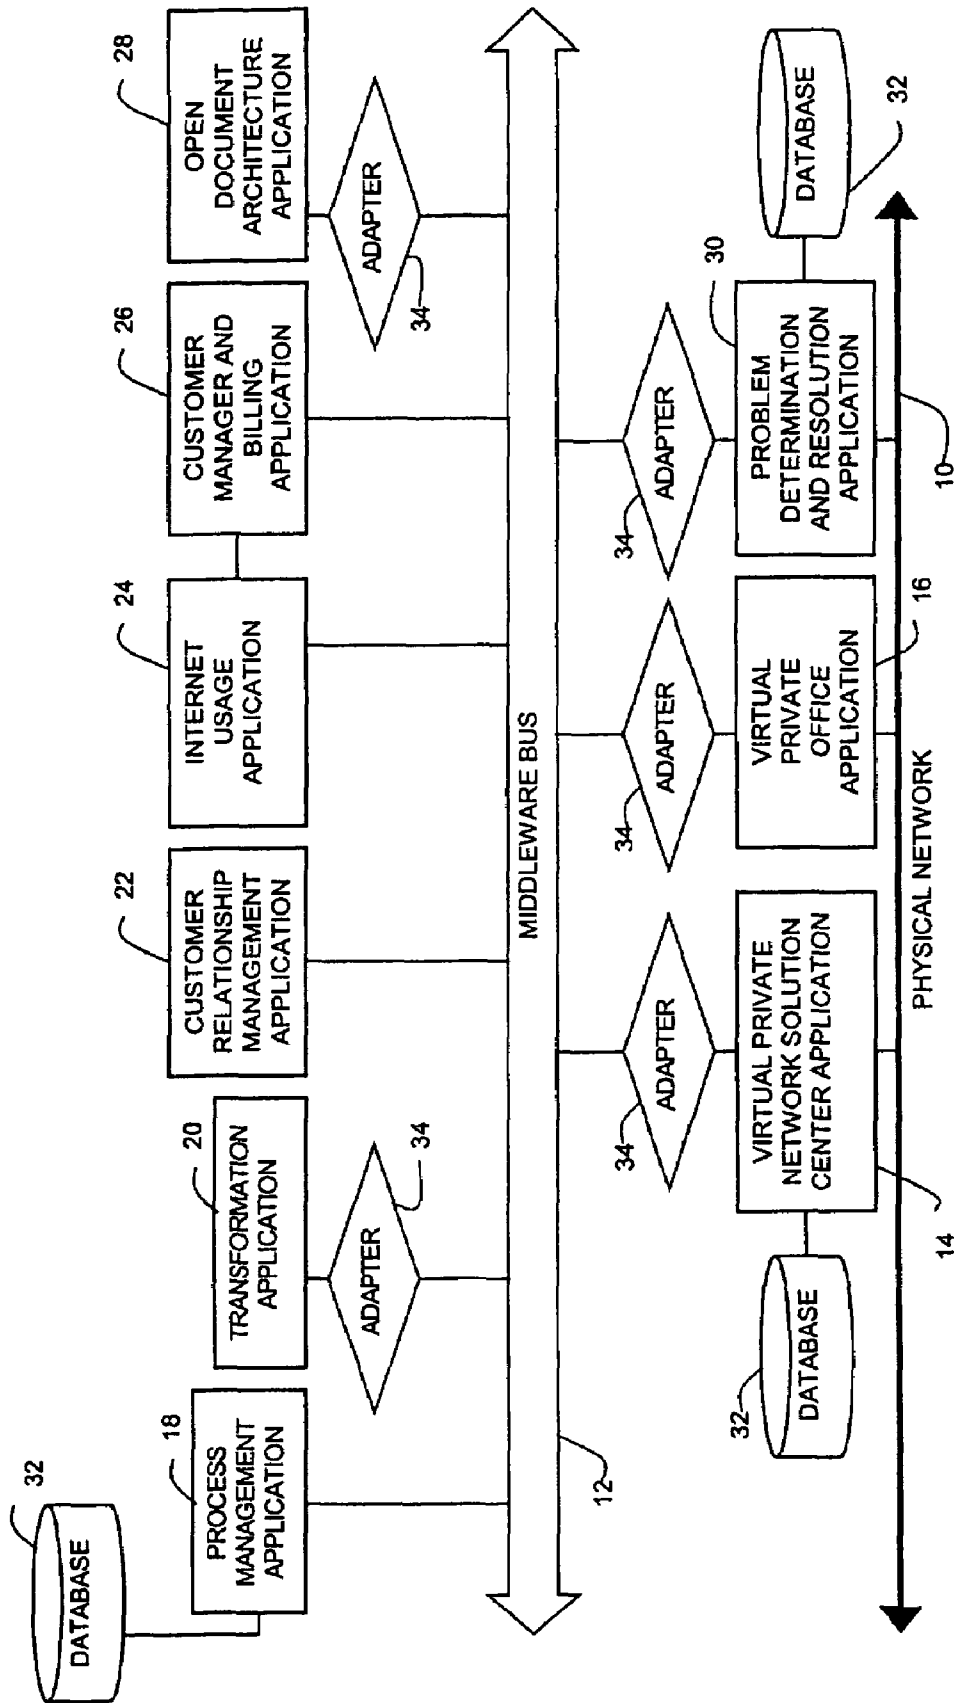 32
DATABASE
18
PROCESS
MANAGEMENT
APPLICATION
20
TRANSFORMATION
APPLICATION
ADAPTER
34
22
CUSTOMER
RELATIONSHIP
MANAGEMENT
APPLICATION
24
INTERNET
USAGE
APPLICATION
26
CUSTOMER
MANAGER AND
BILLING
APPLICATION
28
OPEN
DOCUMENT
ARCHITECTURE
APPLICATION
ADAPTER
34
MIDDLEWARE BUS
12
34
ADAPTER
34
ADAPTER
34
ADAPTER
32
DATABASE
VIRTUAL PRIVATE
NETWORK SOLUTION
CENTER APPLICATION
14
VIRTUAL
PRIVATE
OFFICE
APPLICATION
16
30
PROBLEM
DETERMINATION
AND RESOLUTION
APPLICATION
DATABASE
32
PHYSICAL NETWORK
10